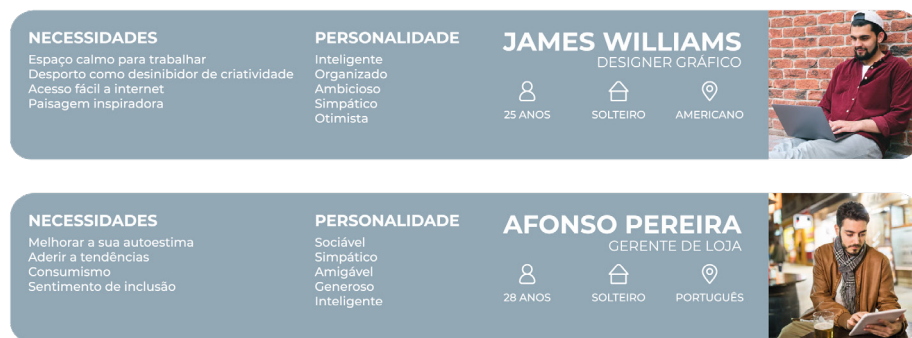 NECESSIDADES
Espaço calmo para trabalhar
Desporto como desinibidor de criatividade
Acesso fácil a internet
Paisagem inspiradora
PERSONALIDADE
Inteligente
Organizado
Ambicioso
Simpático
Otimista
JAMES WILLIAMS
DESIGNER GRÁFICO
25 ANOS
SOLTEIRO
AMERICANO
NECESSIDADES
Melhorar a sua autoestima
Aderir a tendências
Consumismo
Sentimento de inclusão
PERSONALIDADE
Sociável
Simpático
Amigável
Generoso
Inteligente
AFONSO PEREIRA
GERENTE DE LOJA
28 ANOS
SOLTEIRO
PORTUGUÊS